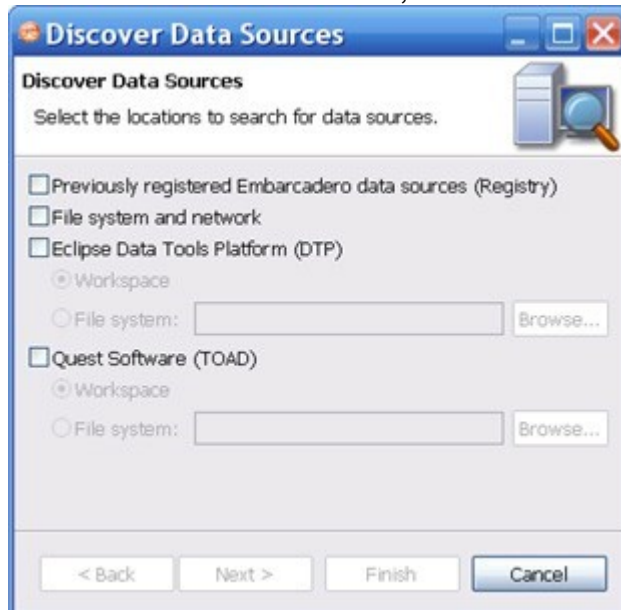 Discover Data Sources
Discover Data Sources
Select the locations to search for data sources.
Previously registered Embarcadero data sources (Registry)
File system and network
Eclipse Data Tools Platform (DTP)
Workspace
File system: Browse...
Quest Software (TOAD)
Workspace
File system: Browse...
< Back Next > Finish Cancel